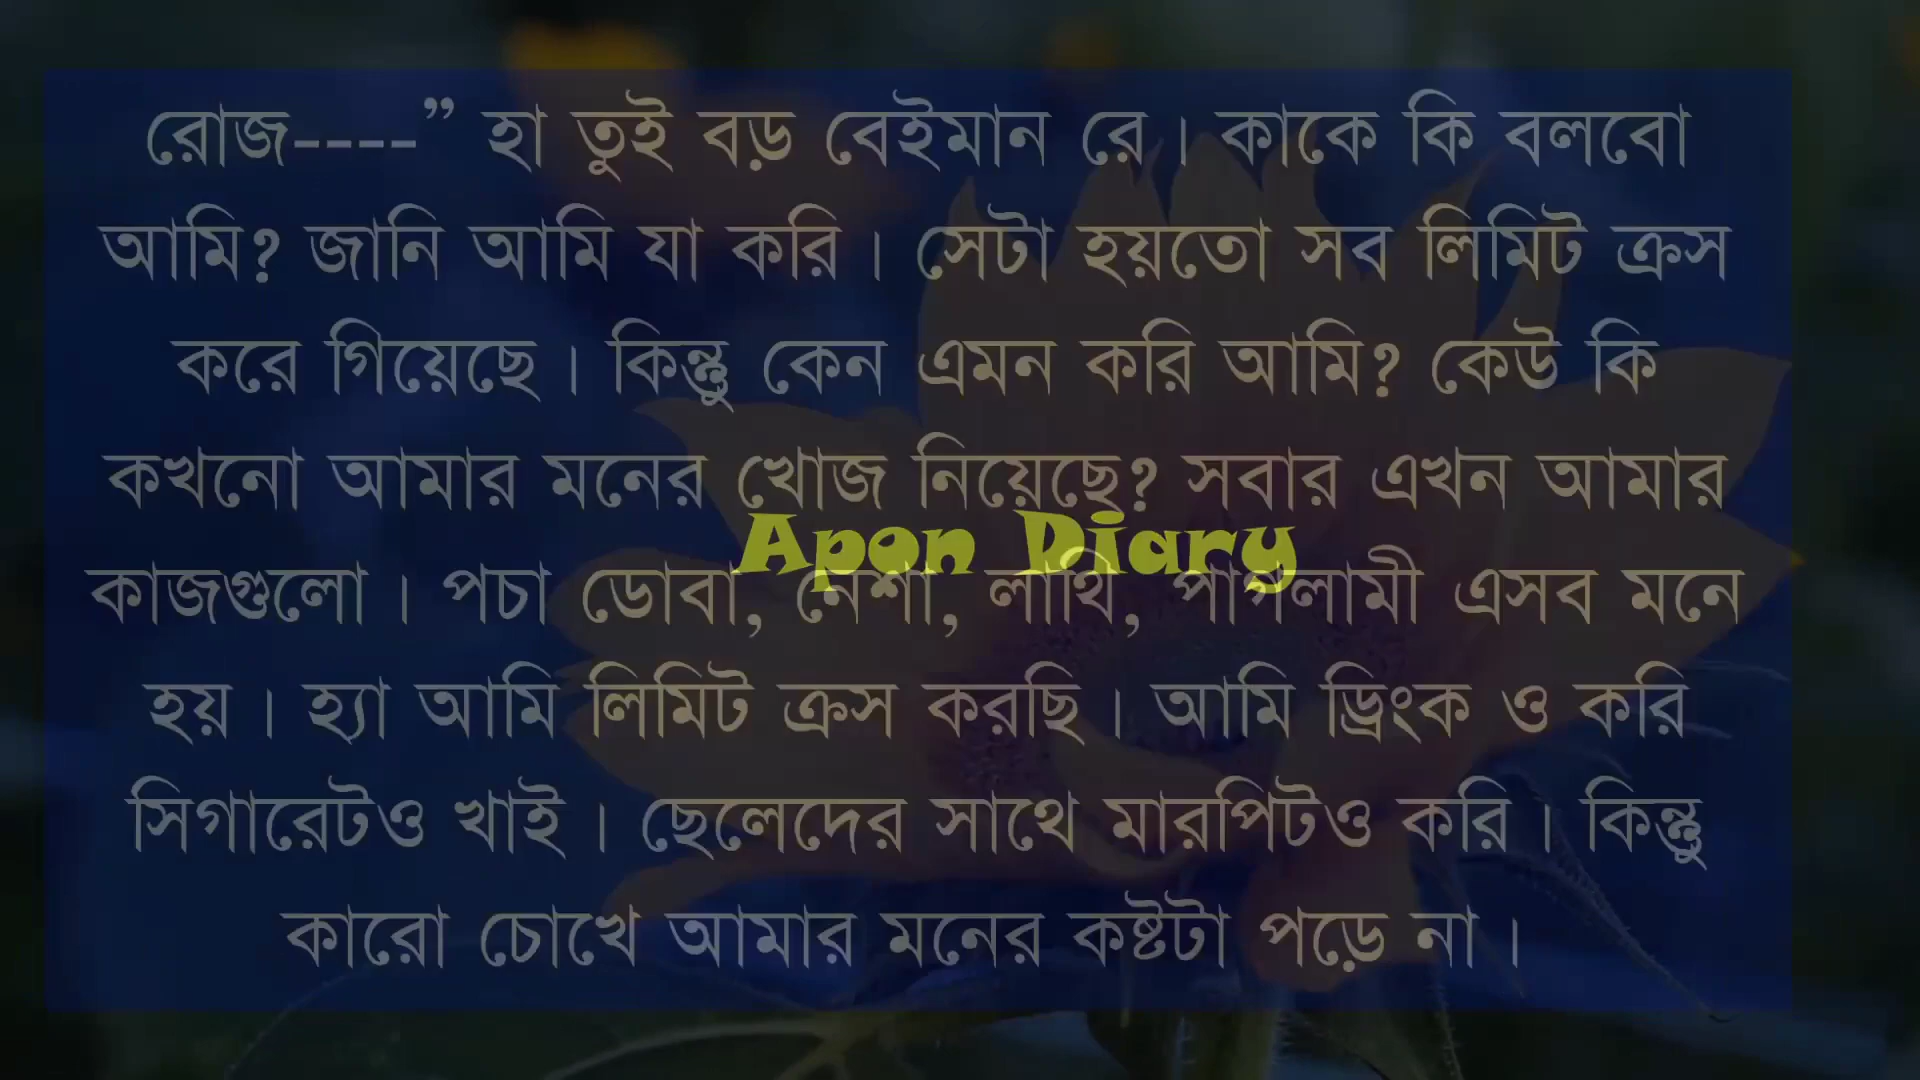 রোজ----” হা তুই বড় বেইমান রে। কাকে কি বলবো
আমি? জানি আমি যা করি। সেটা হয়তো সব লিমিট ক্রস
করে গিয়েছে। কিন্তু কেন এমন করি আমি? কেউ কি
কখনো আমার মনের খোজ নিয়েছে? সবার এখন আমার
Apon Diary
কাজগুলো। পচা ডোবা, নেশা, লাথি, পাগলামী এসব মনে
হয়। হ্যা আমি লিমিট ক্রস করছি। আমি ড্রিংক ও করি
সিগারেটও খাই। ছেলেদের সাথে মারপিটও করি। কিন্তু
কারো চোখে আমার মনের কষ্টটা পড়ে না।